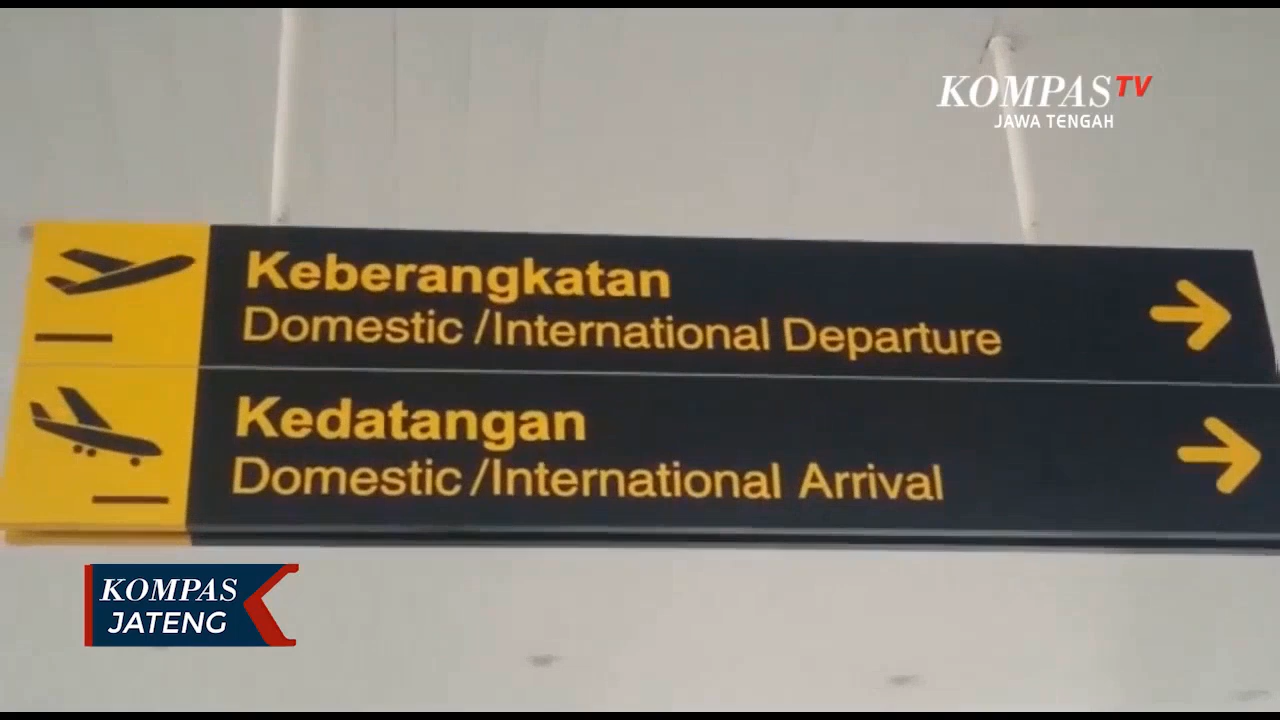 KOMPAS TV
JAWA TENGAH
Keberangkatan
Domestic /International Departure
Kedatangan
Domestic /International Arrival
KOMPAS
JATENG